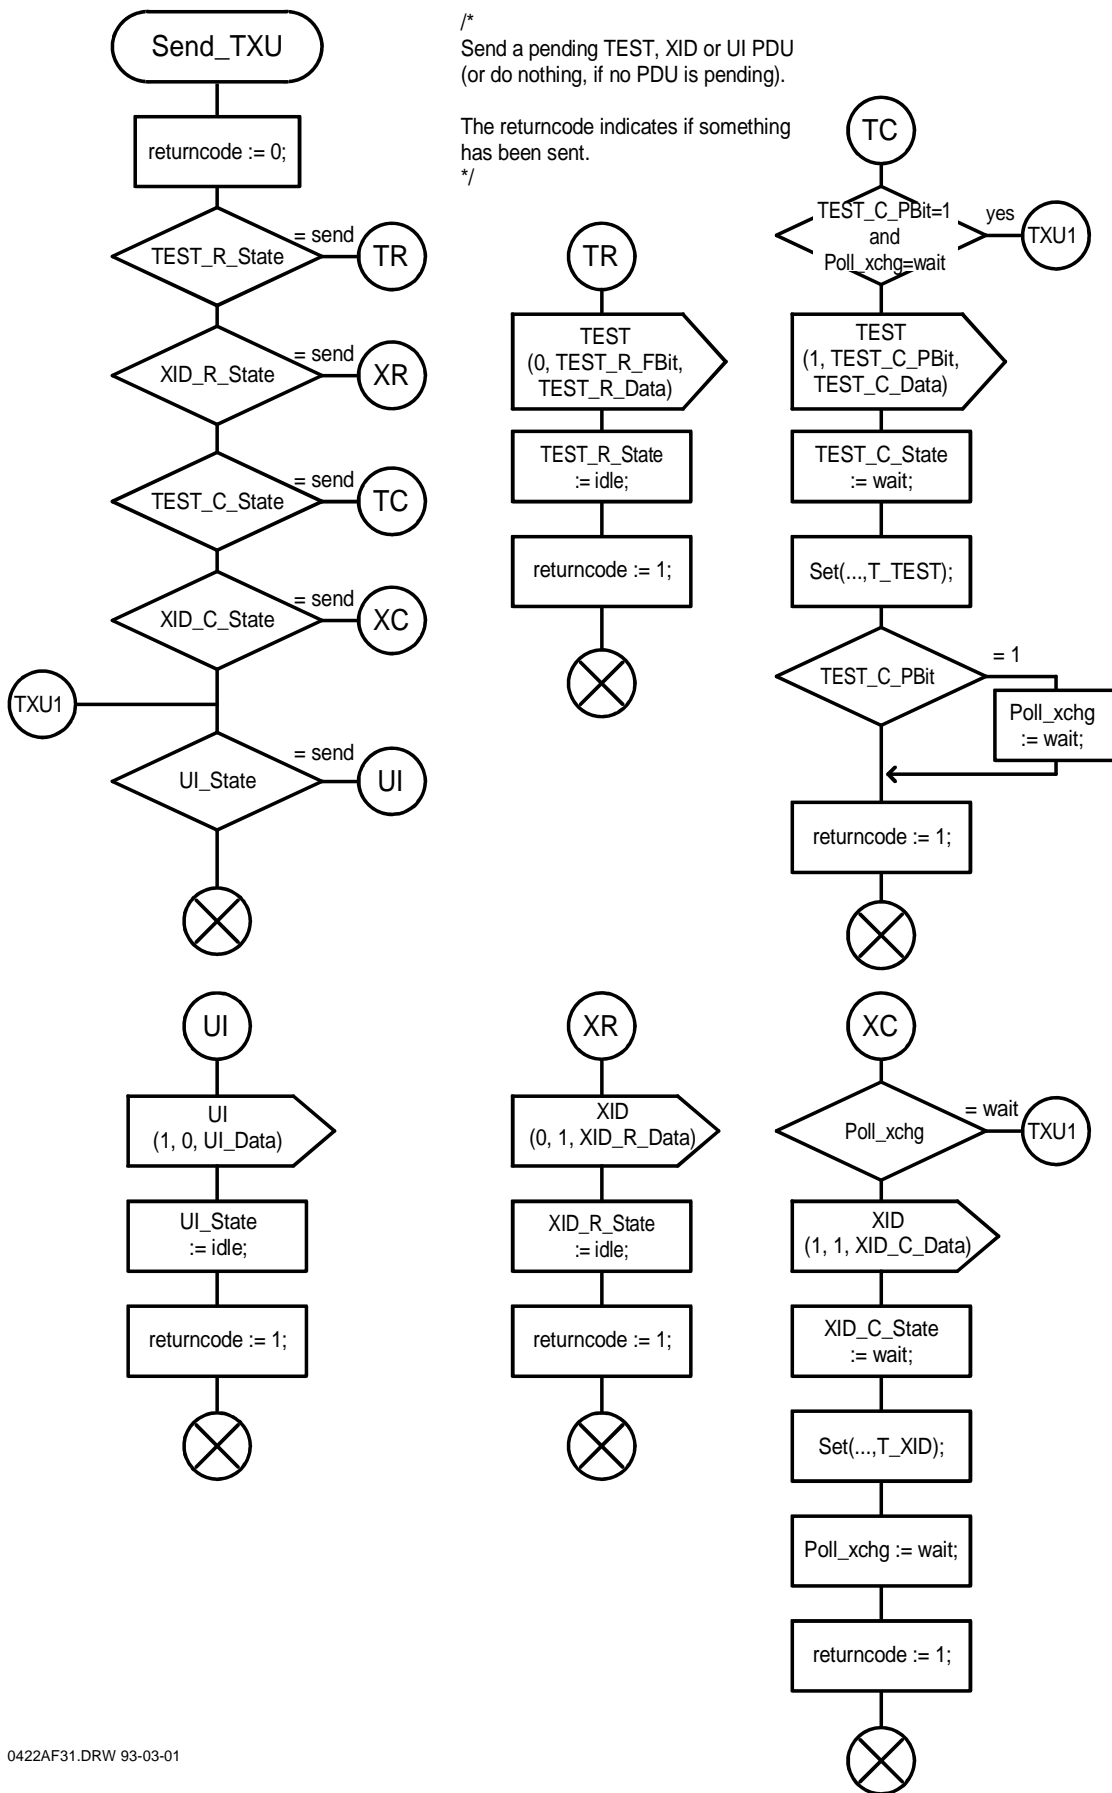 Send_TXU
returncode := 0;
TEST_R_State
= send
TR
XID_R_State
= send
XR
TEST_C_State
= send
TC
XID_C_State
= send
XC
TXU1
UI_State
= send
UI
/*
Send a pending TEST, XID or UI PDU
(or do nothing, if no PDU is pending).
The returncode indicates if something
has been sent.
*/
TR
TEST
(0, TEST_R_FBit,
TEST_R_Data)
TEST_R_State
:= idle;
returncode := 1;
TC
TEST_C_PBit=1
and
Poll_xchg=wait
yes
TXU1
TEST
(1, TEST_C_PBit,
TEST_C_Data)
TEST_C_State
:= wait;
Set(...,T_TEST);
TEST_C_PBit
= 1
Poll_xchg
:= wait;
returncode := 1;
UI
UI
(1, 0, UI_Data)
UI_State
:= idle;
returncode := 1;
XR
XID
(0, 1, XID_R_Data)
XID_R_State
:= idle;
returncode := 1;
XC
Poll_xchg
= wait
TXU1
XID
(1, 1, XID_C_Data)
XID_C_State
:= wait;
Set(...,T_XID);
Poll_xchg := wait;
returncode := 1;
0422AF31.DRW 93-03-01